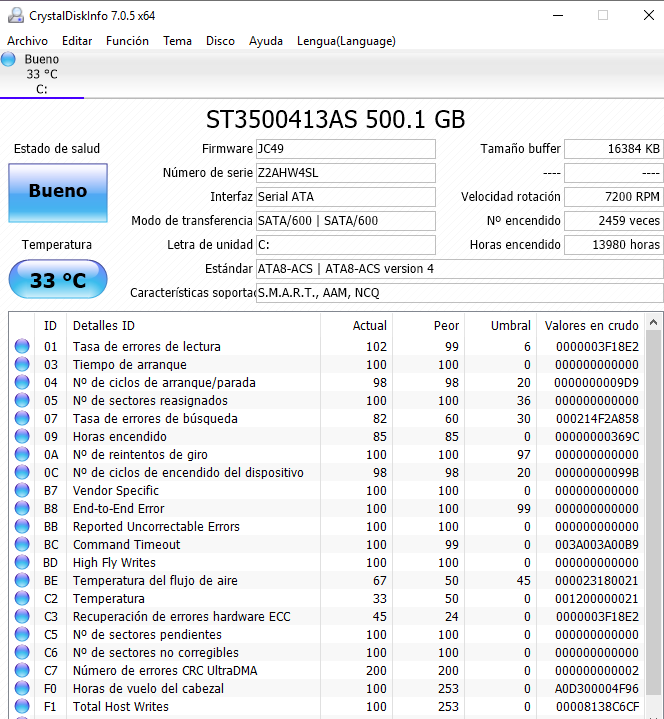 CrystalDiskInfo 7.0.5 x64
Archivo Editar Función Tema Disco Ayuda Lengua(Language)
Bueno
33 °C
C:
ST3500413AS 500.1 GB
Estado de salud
Bueno
Temperatura
33 °C
Firmware JC49 Tamaño buffer 16384 KB
Número de serie Z2AHW4SL ---- ----
Interfaz Serial ATA Velocidad rotación 7200 RPM
Modo de transferencia SATA/600 | SATA/600 Nº encendido 2459 veces
Letra de unidad C: Horas encendido 13980 horas
Estándar ATA8-ACS | ATA8-ACS version 4
Características soportac S.M.A.R.T., AAM, NCQ
ID Detalles ID Actual Peor Umbral Valores en crudo
01 Tasa de errores de lectura 102 99 6 0000003F18E2
03 Tiempo de arranque 100 100 0 000000000000
04 Nº de ciclos de arranque/parada 98 98 20 0000000009D9
05 Nº de sectores reasignados 100 100 36 000000000000
07 Tasa de errores de búsqueda 82 60 30 000214F2A858
09 Horas encendido 85 85 0 00000000369C
0A Nº de reintentos de giro 100 100 97 000000000000
0C Nº de ciclos de encendido del dispositivo 98 98 20 00000000099B
B7 Vendor Specific 100 100 0 000000000000
B8 End-to-End Error 100 100 99 000000000000
BB Reported Uncorrectable Errors 100 100 0 000000000000
BC Command Timeout 100 99 0 003A003A00B9
BD High Fly Writes 100 100 0 000000000000
BE Temperatura del flujo de aire 67 50 45 000023180021
C2 Temperatura 33 50 0 001200000021
C3 Recuperación de errores hardware ECC 45 24 0 0000003F18E2
C5 Nº de sectores pendientes 100 100 0 000000000000
C6 Nº de sectores no corregibles 100 100 0 000000000000
C7 Número de errores CRC UltraDMA 200 200 0 000000000002
F0 Horas de vuelo del cabezal 100 253 0 A0D300004F96
F1 Total Host Writes 100 253 0 00008138C6CF